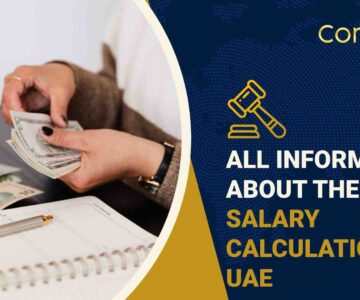 Con
ALL INFORM
ABOUT THE
SALARY
CALCULATIO
UAE